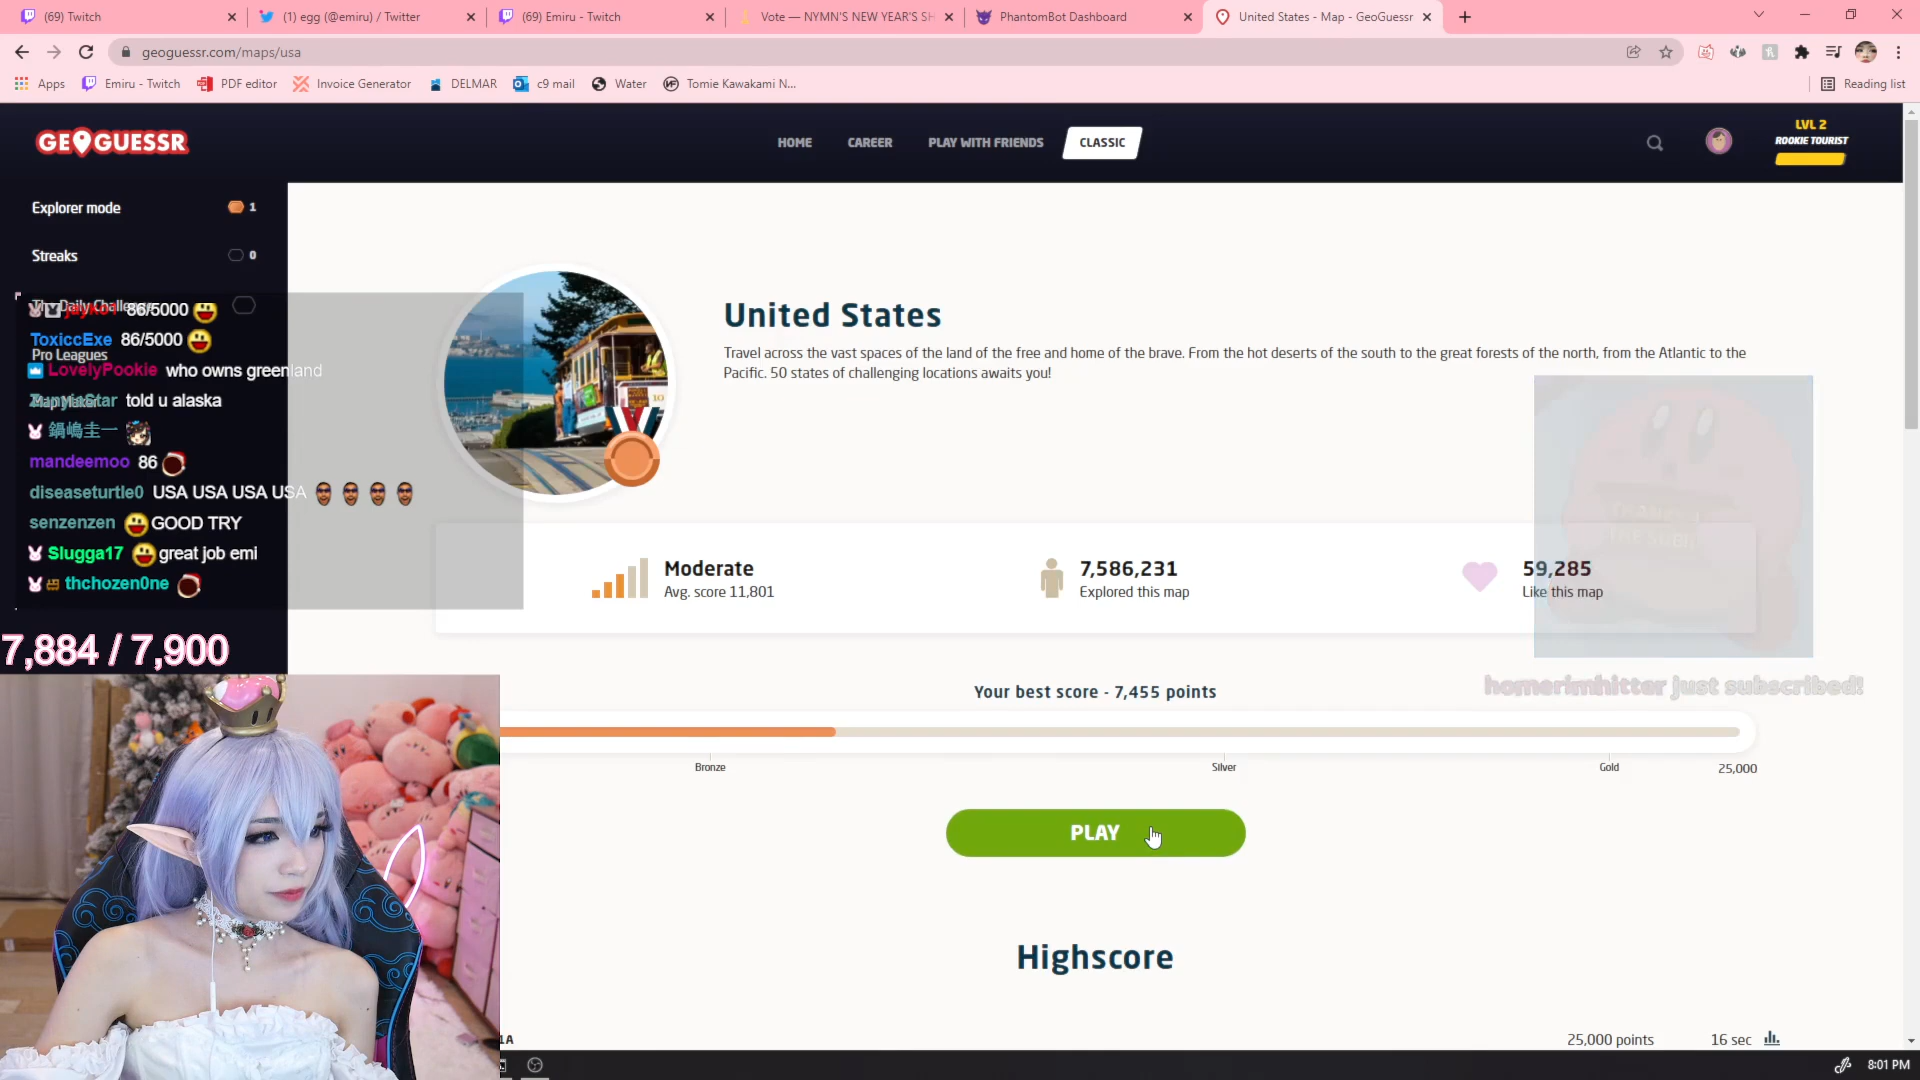 (69) Twitch
(1) egg (@emiru) / Twitter
(69) Emiru - Twitch
Vote — NYMN'S NEW YEAR'S SH
PhantomBot Dashboard
United States - Map - GeoGuessr
geoguessr.com/maps/usa
Apps
Emiru - Twitch
PDF editor
Invoice Generator
DELMAR
c9 mail
Water
Tomie Kawakami N...
Reading list
GEOGUESSR
HOME
CAREER
PLAY WITH FRIENDS
CLASSIC
LVL 2
ROOKIE TOURIST
Explorer mode 1
Streaks 0
The Daily Challenge
86/5000
ToxiccExe 86/5000
Pro Leagues
LovelyPookie who owns greenland
told u alaska
鍋嶋圭一
mandeemoo 86
diseaseturtle0 USA USA USA USA
senzenzen GOOD TRY
Slugga17 great job emi
thchozen0ne
7,884 / 7,900
United States
Travel across the vast spaces of the land of the free and home of the brave. From the hot deserts of the south to the great forests of the north, from the Atlantic to the
Pacific. 50 states of challenging locations awaits you!
Moderate
Avg. score 11,801
7,586,231
Explored this map
59,285
Like this map
homerimhitter just subscribed!
Your best score - 7,455 points
Bronze
Silver
Gold
25,000
PLAY
Highscore
25,000 points
16 sec
8:01 PM